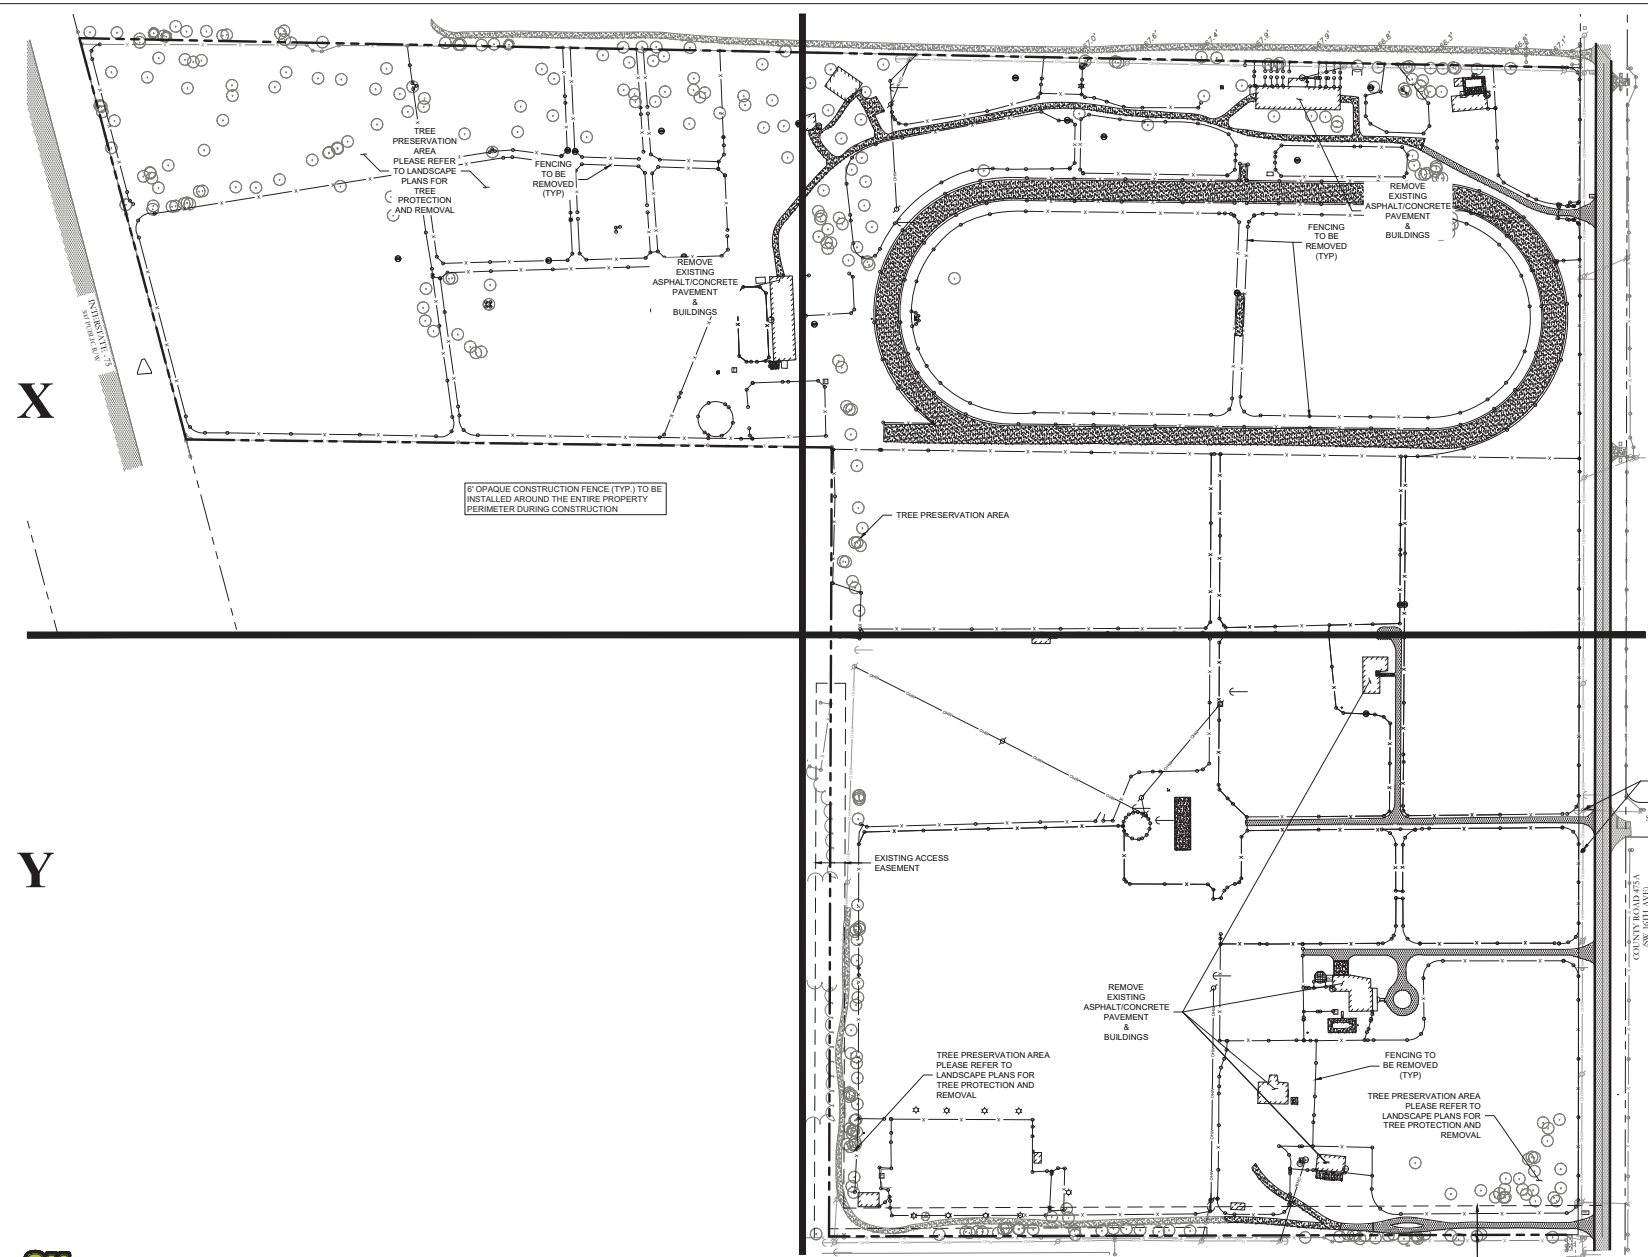 TREE
PRESERVATION
AREA
PLEASE REFER
TO LANDSCAPE
PLANS FOR
TREE
PROTECTION
AND REMOVAL
FENCING
TO BE
REMOVED
(TYP)
REMOVE
EXISTING
ASPHALT/CONCRETE
PAVEMENT
&
BUILDINGS
INTERSTATE -75
300' PUBLIC R/W
FENCING
TO BE
REMOVED
(TYP)
REMOVE
EXISTING
ASPHALT/CONCRETE
PAVEMENT
&
BUILDINGS
X
6' OPAQUE CONSTRUCTION FENCE (TYP.) TO BE
INSTALLED AROUND THE ENTIRE PROPERTY
PERIMETER DURING CONSTRUCTION
TREE PRESERVATION AREA
Y
EXISTING ACCESS
EASEMENT
COUNTY ROAD 475A
(SW 16TH AVE)
REMOVE
EXISTING
ASPHALT/CONCRETE
PAVEMENT
&
BUILDINGS
TREE PRESERVATION AREA
PLEASE REFER TO
LANDSCAPE PLANS FOR
TREE PROTECTION AND
REMOVAL
FENCING TO
BE REMOVED
(TYP)
TREE PRESERVATION AREA
PLEASE REFER TO
LANDSCAPE PLANS FOR
TREE PROTECTION AND
REMOVAL